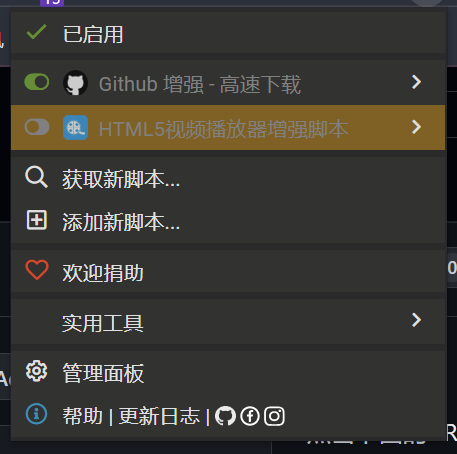 已启用
Github 增强 - 高速下载
HTML5视频播放器增强脚本
获取新脚本...
添加新脚本...
欢迎捐助
实用工具
管理面板
帮助 | 更新日志 |